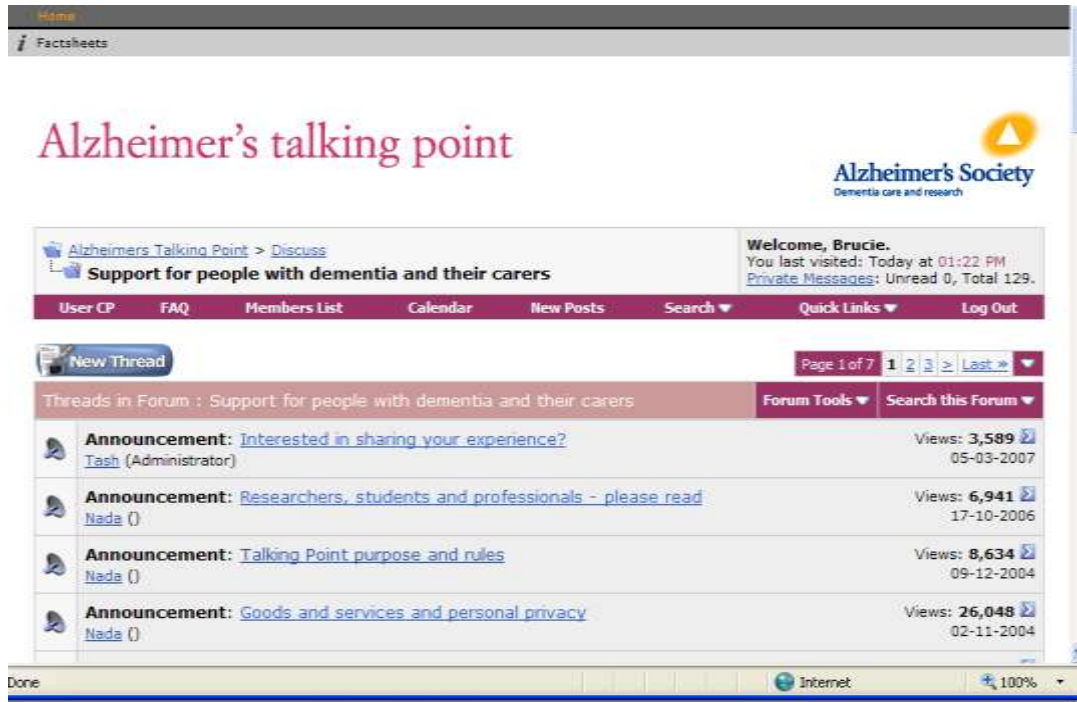 Home
i Factsheets
Alzheimer's talking point
Alzheimer's Society
Dementia care and research
Alzheimers Talking Point > Discuss
Support for people with dementia and their carers
Welcome, Brucie.
You last visited: Today at 01:22 PM
Private Messages: Unread 0, Total 129.
User CP FAQ Members List Calendar New Posts Search Quick Links Log Out
New Thread
Page 1 of 7 1 2 3 > Last »
Threads in Forum : Support for people with dementia and their carers Forum Tools Search this Forum
Announcement: Interested in sharing your experience? Views: 3,589
Tash (Administrator) 05-03-2007
Announcement: Researchers, students and professionals - please read Views: 6,941
Nada () 17-10-2006
Announcement: Talking Point purpose and rules Views: 8,634
Nada () 09-12-2004
Announcement: Goods and services and personal privacy Views: 26,048
Nada () 02-11-2004
Done Internet 100%